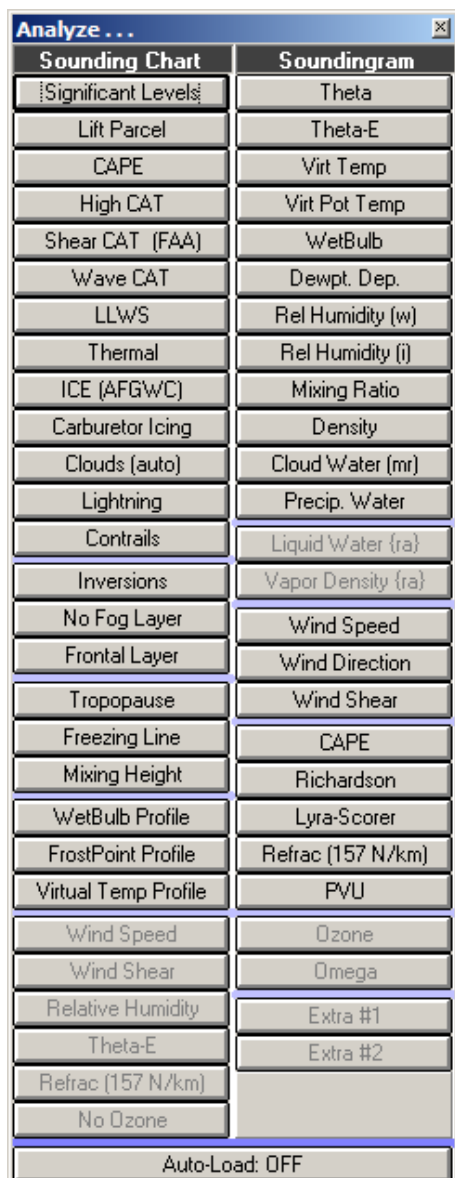 Analyze . . .
Sounding Chart
Significant Levels
Lift Parcel
CAPE
High CAT
Shear CAT (FAA)
Wave CAT
LLWS
Thermal
ICE (AFGWC)
Carburetor Icing
Clouds (auto)
Lightning
Contrails
Inversions
No Fog Layer
Frontal Layer
Tropopause
Freezing Line
Mixing Height
WetBulb Profile
FrostPoint Profile
Virtual Temp Profile
Wind Speed
Wind Shear
Relative Humidity
Theta-E
Refrac (157 N/km)
No Ozone
Soundingram
Theta
Theta-E
Virt Temp
Virt Pot Temp
WetBulb
Dewpt. Dep.
Rel Humidity (w)
Rel Humidity (i)
Mixing Ratio
Density
Cloud Water (mr)
Precip. Water
Liquid Water {ra}
Vapor Density {ra}
Wind Speed
Wind Direction
Wind Shear
CAPE
Richardson
Lyra-Scorer
Refrac (157 N/km)
PVU
Ozone
Omega
Extra #1
Extra #2
Auto-Load: OFF